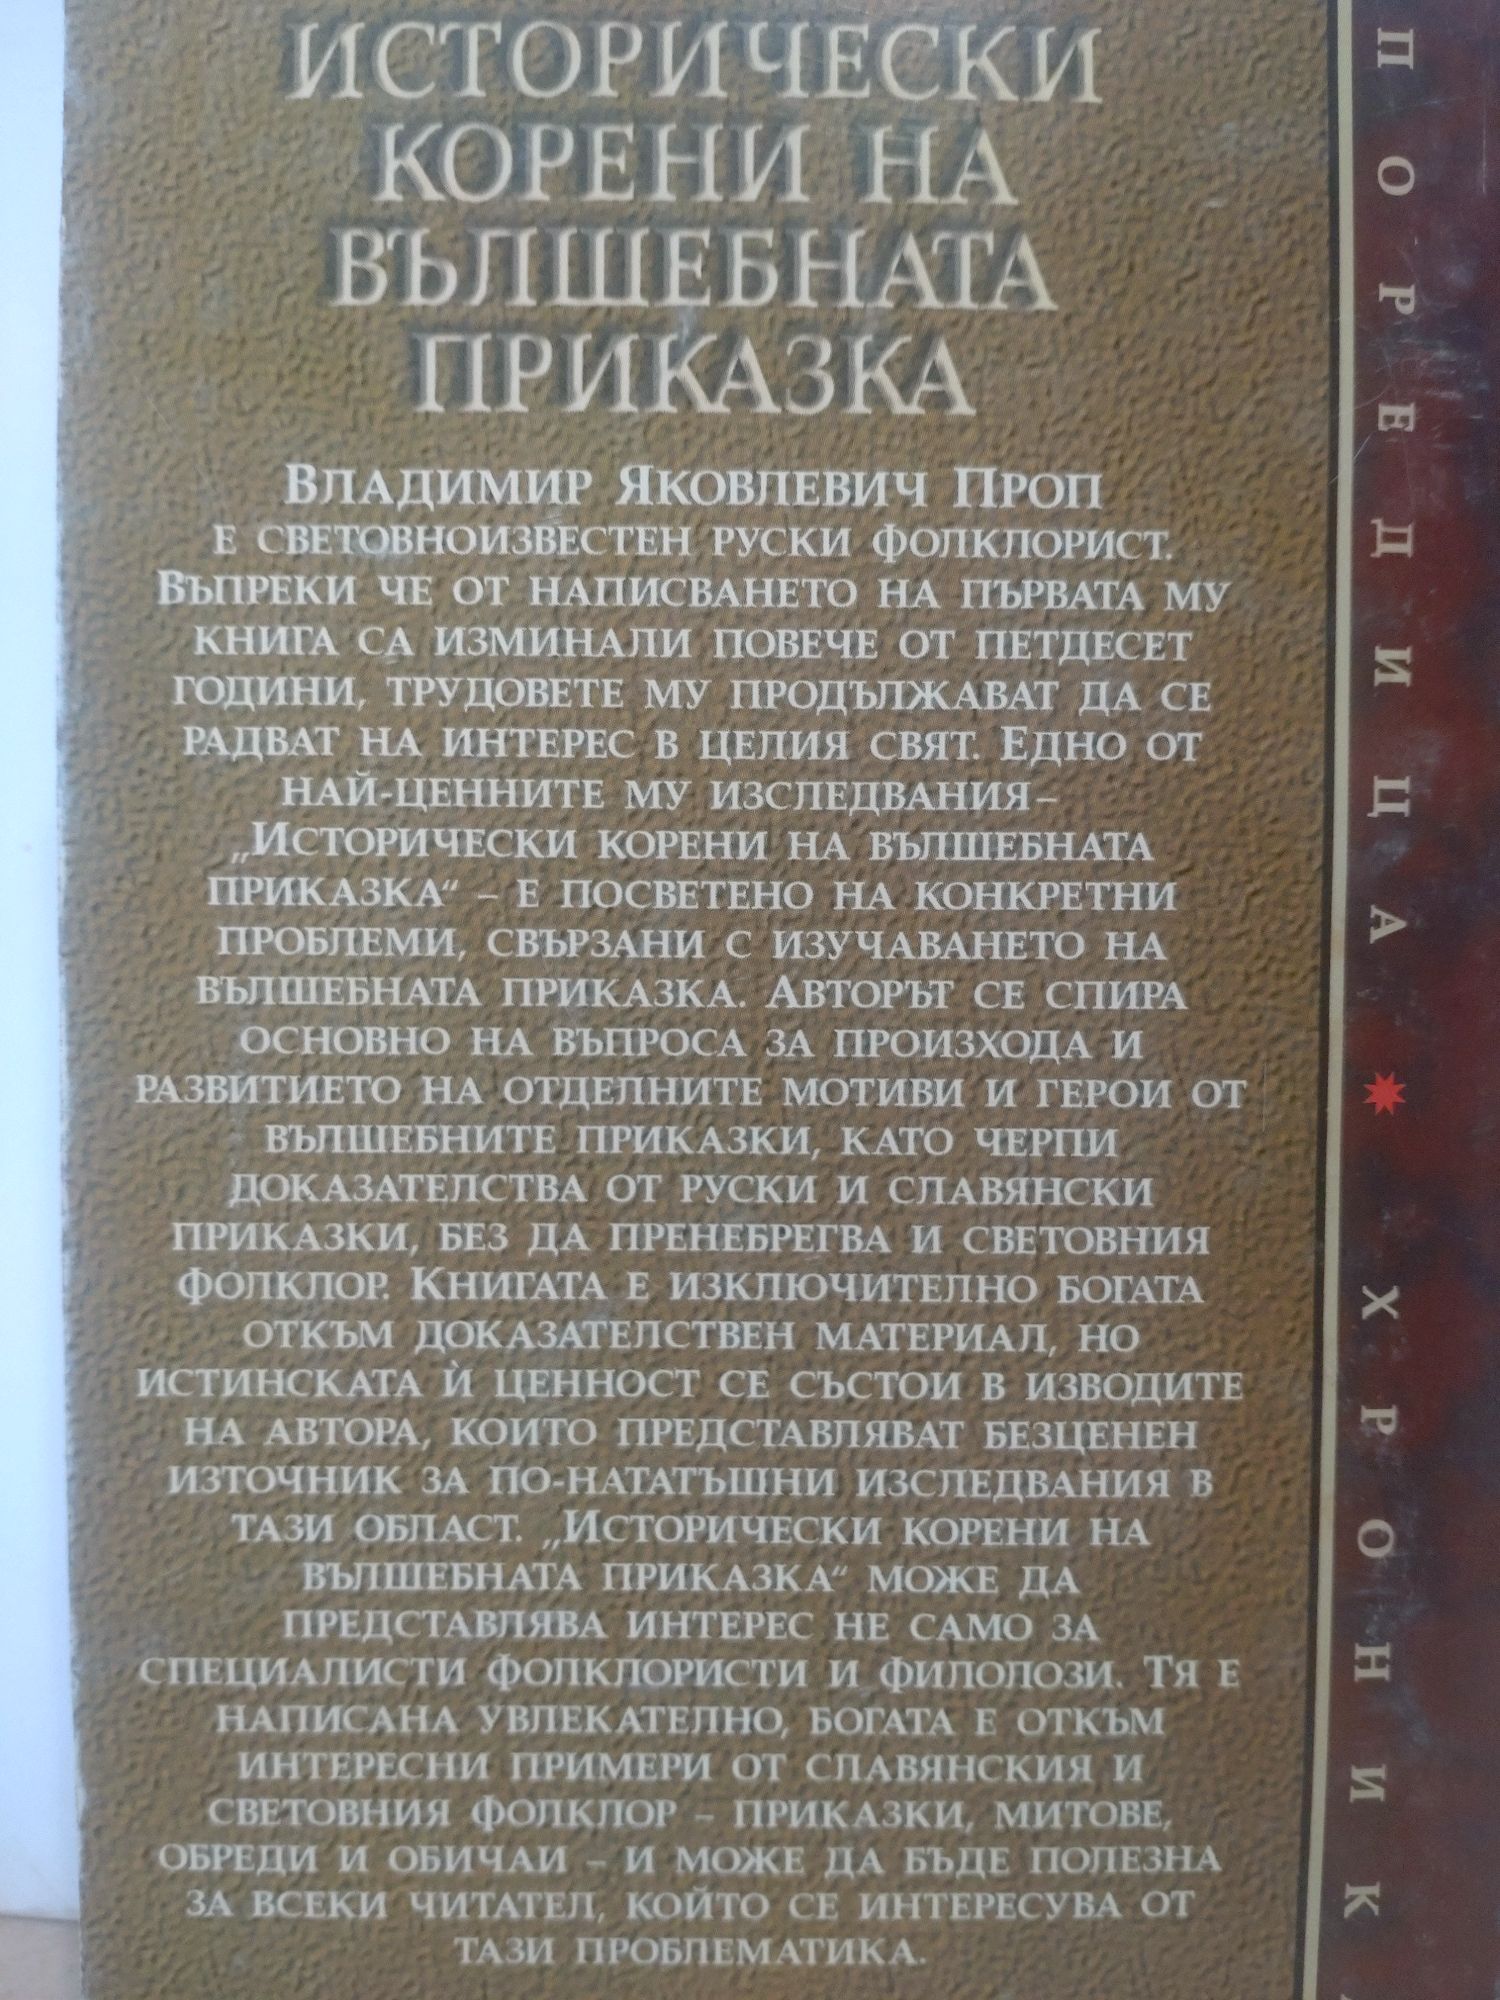 ИСТОРИЧЕСКИ
КОРЕНИ НА
ВЪЛШЕБНАТА
ПРИКАЗКА
ВЛАДИМИР ЯКОВЛЕВИЧ ПРОП
Е СВЕТОВНОИЗВЕСТЕН РУСКИ ФОЛКЛОРИСТ.
ВЪПРЕКИ ЧЕ ОТ НАПИСВАНЕТО НА ПЪРВАТА МУ
КНИГА СА ИЗМИНАЛИ ПОВЕЧЕ ОТ ПЕТДЕСЕТ
ГОДИНИ, ТРУДОВЕТЕ МУ ПРОДЪЛЖАВАТ ДА СЕ
РАДВАТ НА ИНТЕРЕС В ЦЕЛИЯ СВЯТ. ЕДНО ОТ
НАЙ-ЦЕННИТЕ МУ ИЗСЛЕДВАНИЯ –
„ИСТОРИЧЕСКИ КОРЕНИ НА ВЪЛШЕБНАТА
ПРИКАЗКА“ – Е ПОСВЕТЕНО НА КОНКРЕТНИ
ПРОБЛЕМИ, СВЪРЗАНИ С ИЗУЧАВАНЕТО НА
ВЪЛШЕБНАТА ПРИКАЗКА. АВТОРЪТ СЕ СПИРА
ОСНОВНО НА ВЪПРОСА ЗА ПРОИЗХОДА И
РАЗВИТИЕТО НА ОТДЕЛНИТЕ МОТИВИ И ГЕРОИ ОТ
ВЪЛШЕБНИТЕ ПРИКАЗКИ, КАТО ЧЕРПИ
ДОКАЗАТЕЛСТВА ОТ РУСКИ И СЛАВЯНСКИ
ПРИКАЗКИ, БЕЗ ДА ПРЕНЕБРЕГВА И СВЕТОВНИЯ
ФОЛКЛОР. КНИГАТА Е ИЗКЛЮЧИТЕЛНО БОГАТА
ОТКЪМ ДОКАЗАТЕЛСТВЕН МАТЕРИАЛ, НО
ИСТИНСКАТА Ѝ ЦЕННОСТ СЕ СЪСТОИ В ИЗВОДИТЕ
НА АВТОРА, КОИТО ПРЕДСТАВЛЯВАТ БЕЗЦЕНЕН
ИЗТОЧНИК ЗА ПО-НАТАТЪШНИ ИЗСЛЕДВАНИЯ В
ТАЗИ ОБЛАСТ. „ИСТОРИЧЕСКИ КОРЕНИ НА
ВЪЛШЕБНАТА ПРИКАЗКА“ МОЖЕ ДА
ПРЕДСТАВЛЯВА ИНТЕРЕС НЕ САМО ЗА
СПЕЦИАЛИСТИ ФОЛКЛОРИСТИ И ФИЛОЛОЗИ. ТЯ Е
НАПИСАНА УВЛЕКАТЕЛНО, БОГАТА Е ОТКЪМ
ИНТЕРЕСНИ ПРИМЕРИ ОТ СЛАВЯНСКИЯ И
СВЕТОВНИЯ ФОЛКЛОР – ПРИКАЗКИ, МИТОВЕ,
ОБРЕДИ И ОБИЧАИ – И МОЖЕ ДА БЪДЕ ПОЛЕЗНА
ЗА ВСЕКИ ЧИТАТЕЛ, КОЙТО СЕ ИНТЕРЕСУВА ОТ
ТАЗИ ПРОБЛЕМАТИКА.
ПОРЕДИЦА ✷ ХРОНИКА